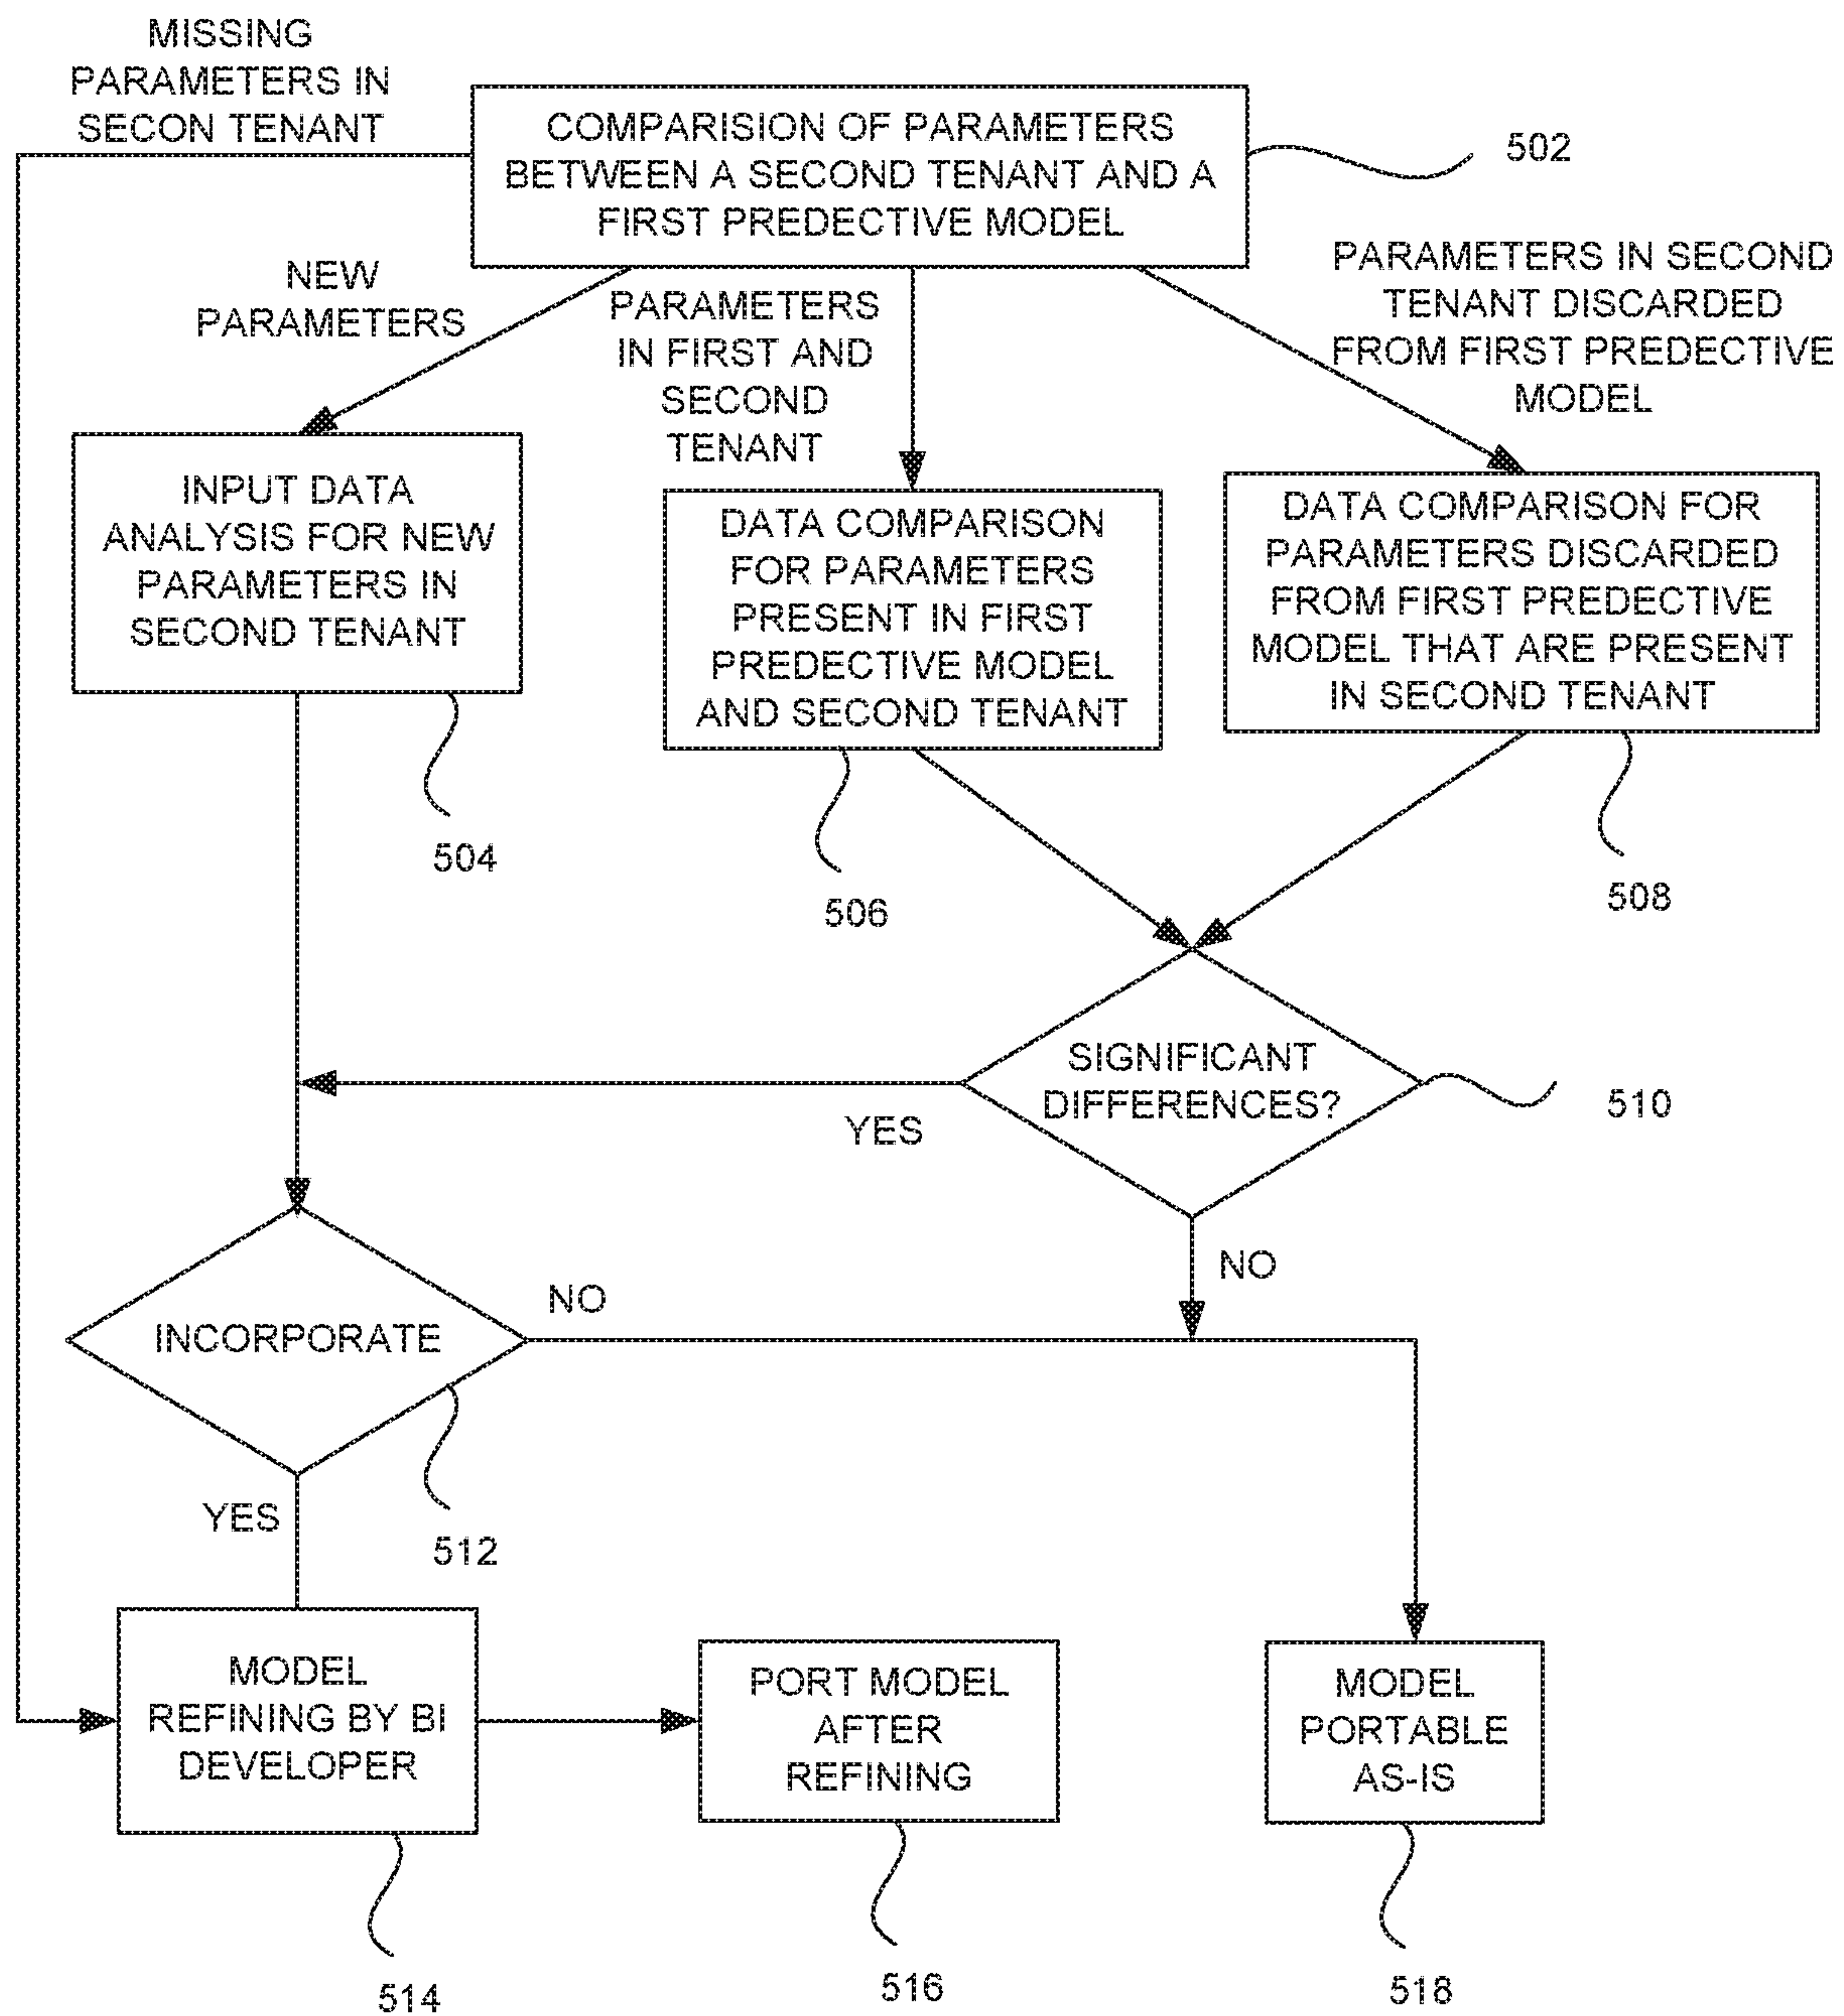 MISSING
PARAMETERS IN
SECON TENANT
COMPARISION OF PARAMETERS
BETWEEN A SECOND TENANT AND A
FIRST PREDECTIVE MODEL
502
NEW
PARAMETERS
PARAMETERS
IN FIRST AND
SECOND
TENANT
PARAMETERS IN SECOND
TENANT DISCARDED
FROM FIRST PREDECTIVE
MODEL
INPUT DATA
ANALYSIS FOR NEW
PARAMETERS IN
SECOND TENANT
504
DATA COMPARISON
FOR PARAMETERS
PRESENT IN FIRST
PREDECTIVE MODEL
AND SECOND TENANT
506
DATA COMPARISON FOR
PARAMETERS DISCARDED
FROM FIRST PREDECTIVE
MODEL THAT ARE PRESENT
IN SECOND TENANT
508
SIGNIFICANT
DIFFERENCES?
510
YES
NO
INCORPORATE
NO
512
YES
MODEL
REFINING BY BI
DEVELOPER
514
PORT MODEL
AFTER
REFINING
516
MODEL
PORTABLE
AS-IS
518